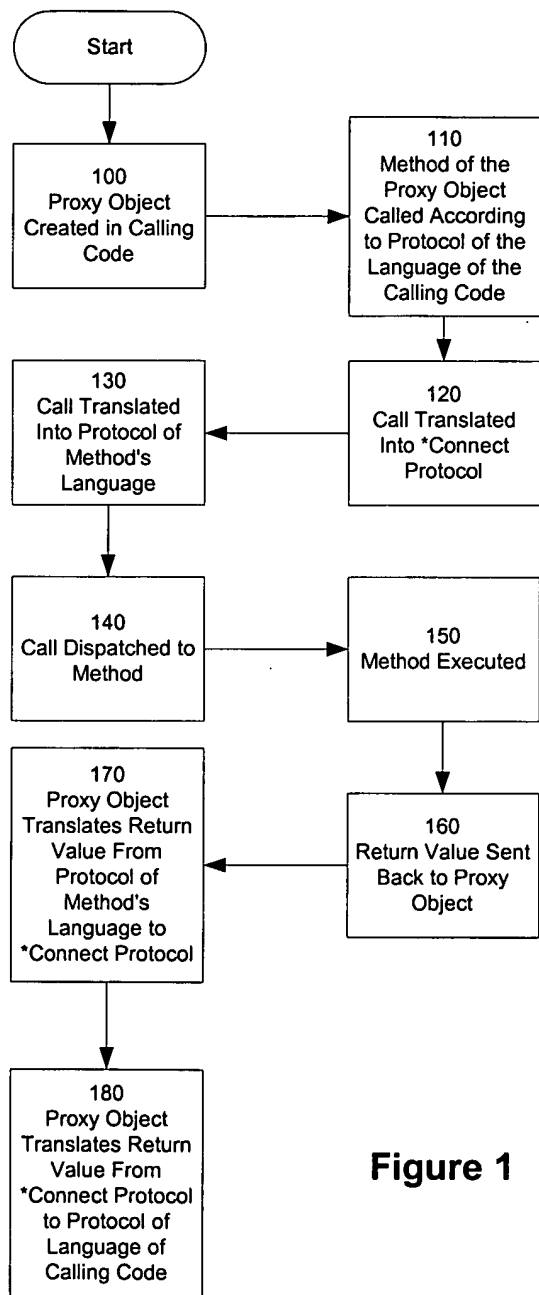 Start
100
Proxy Object
Created in Calling
Code
110
Method of the
Proxy Object
Called According
to Protocol of the
Language of the
Calling Code
120
Call Translated
Into *Connect
Protocol
130
Call Translated
Into Protocol of
Method's
Language
140
Call Dispatched to
Method
150
Method Executed
160
Return Value Sent
Back to Proxy
Object
170
Proxy Object
Translates Return
Value From
Protocol of
Method's
Language to
*Connect Protocol
180
Proxy Object
Translates Return
Value From
*Connect Protocol
to Protocol of
Language of
Calling Code
Figure 1